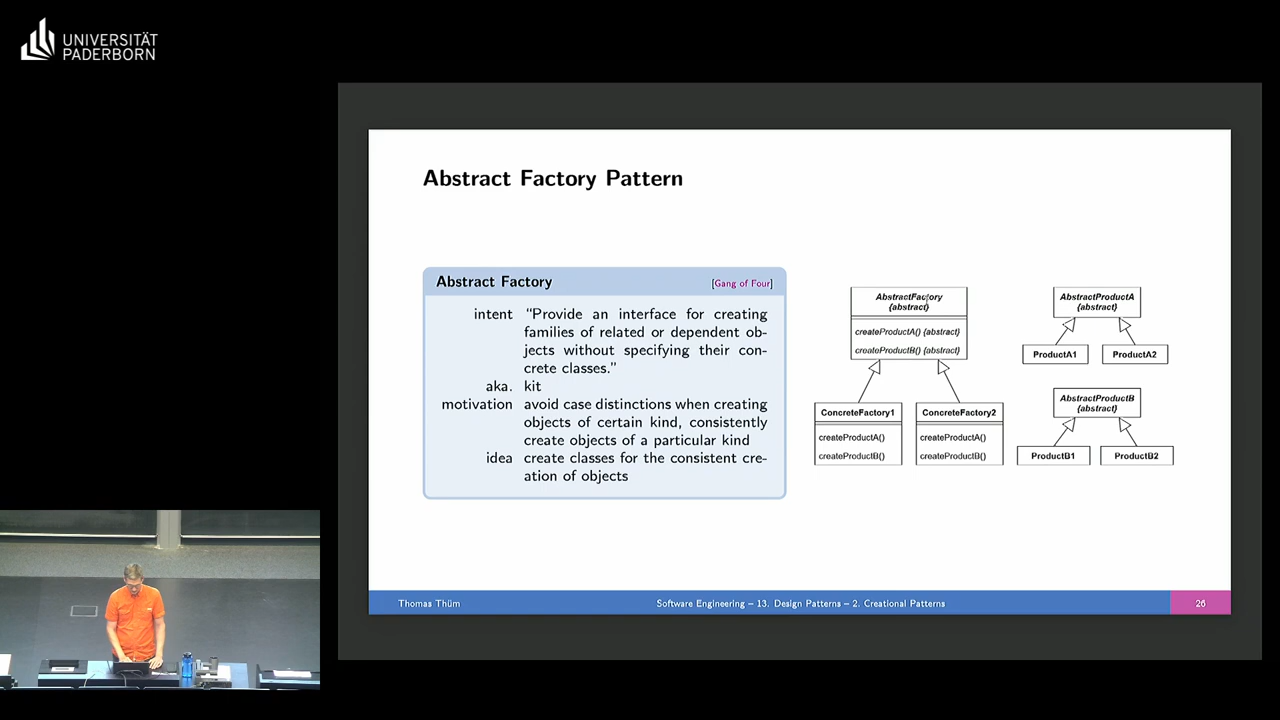 UNIVERSITÄT
PADERBORN
Abstract Factory Pattern
Abstract Factory
[Gang of Four]
intent "Provide an interface for creating
families of related or dependent ob-
jects without specifying their con-
crete classes."
aka. kit
motivation avoid case distinctions when creating
objects of certain kind, consistently
create objects of a particular kind
idea create classes for the consistent cre-
ation of objects
AbstractFactory
{abstract}
createProductA() {abstract}
createProductB() {abstract}
ConcreteFactory1
createProductA()
createProductB()
ConcreteFactory2
createProductA()
createProductB()
AbstractProductA
{abstract}
ProductA1
ProductA2
AbstractProductB
{abstract}
ProductB1
ProductB2
Thomas Thüm
Software Engineering – 13. Design Patterns – 2. Creational Patterns
26